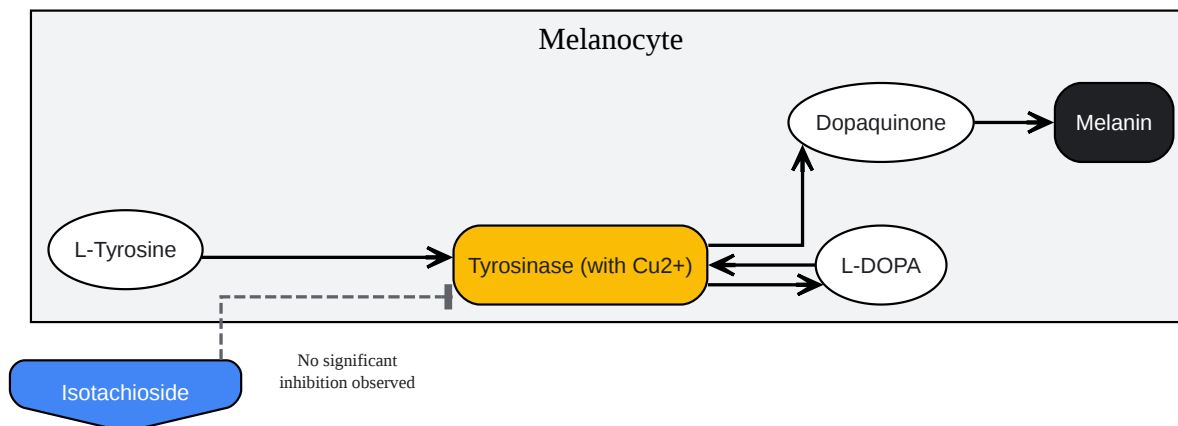 Melanocyte
Dopaquinone
Melanin
L-Tyrosine
Tyrosinase (with Cu2+)
L-DOPA
No significant
inhibition observed
Isotachioside